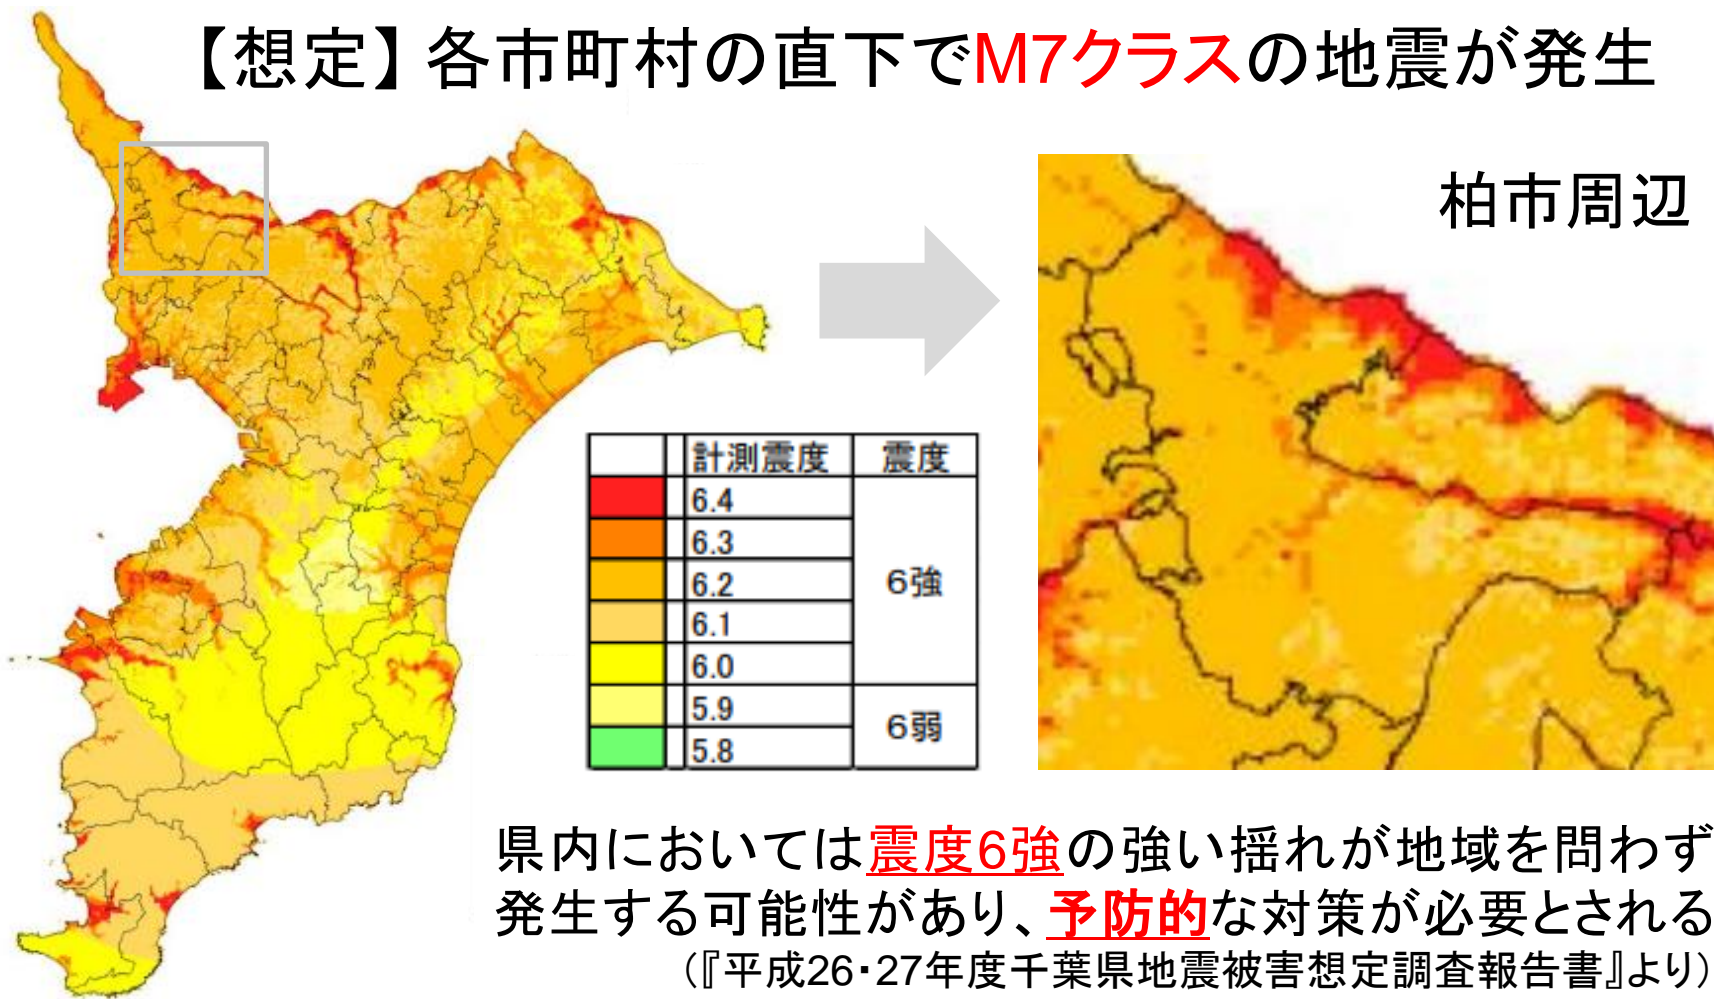 【想定】各市町村の直下でM7クラスの地震が発生
柏市周辺
計測震度 震度
6.4
6.3
6.2
6強
6.1
6.0
5.9
6弱
5.8
県内においては震度6強の強い揺れが地域を問わず
発生する可能性があり、予防的な対策が必要とされる
(『平成26・27年度千葉県地震被害想定調査報告書』より)